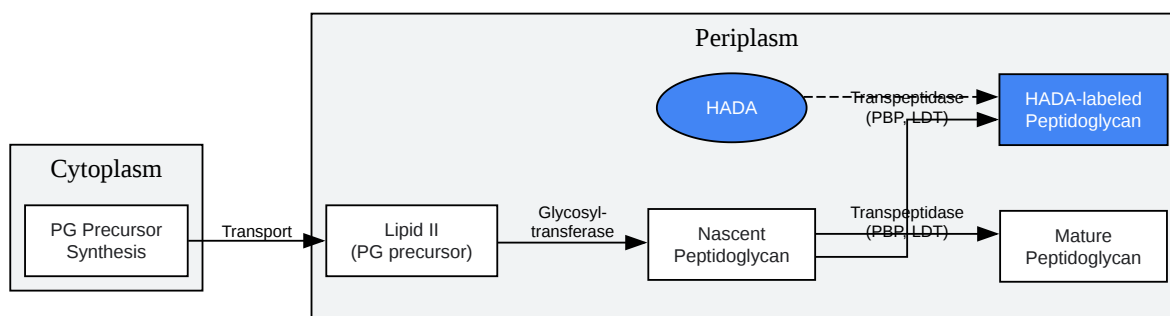 Periplasm
HADA
Transpeptidase
(PBP, LDT)
HADA-labeled
Peptidoglycan
Cytoplasm
PG Precursor
Synthesis
Transport
Lipid II
(PG precursor)
Glycosyl-
transferase
Nascent
Peptidoglycan
Transpeptidase
(PBP, LDT)
Mature
Peptidoglycan